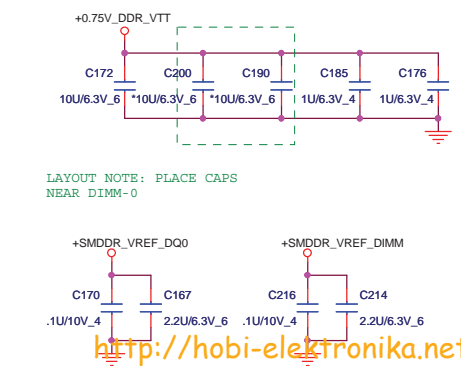 +0.75V_DDR_VTT
C172 C200 C190 C185 C176
10U/6.3V_6 *10U/6.3V_6 *10U/6.3V_6 1U/6.3V_4 1U/6.3V_4
LAYOUT NOTE: PLACE CAPS
NEAR DIMM-0
+SMDDR_VREF_DQ0 +SMDDR_VREF_DIMM
C170 C167 C216 C214
.1U/10V_4 2.2U/6.3V_6 .1U/10V_4 2.2U/6.3V_6
http://hobi-elektronika.net